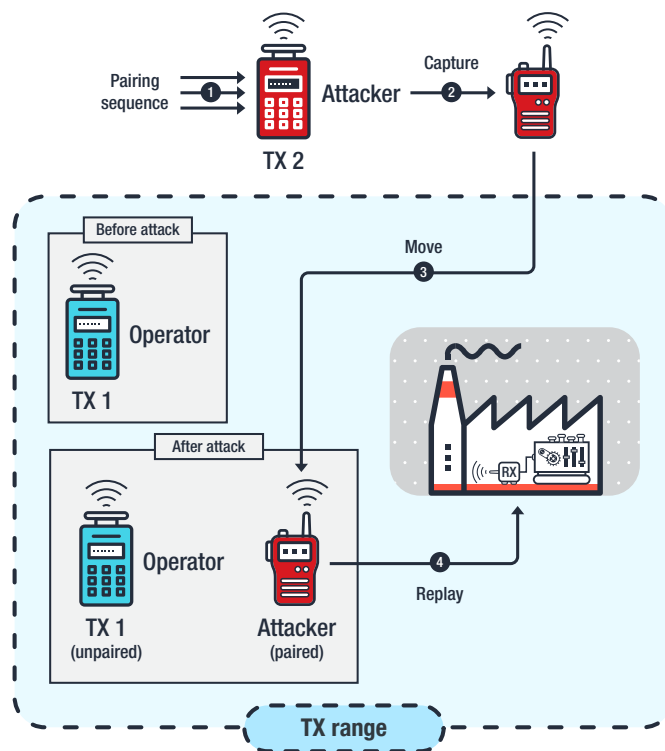 Pairing
sequence
1
Attacker
TX 2
Capture
2
Before attack
Operator
TX 1
Move
3
After attack
Operator
TX 1
(unpaired)
Attacker
(paired)
RX
4
Replay
TX range